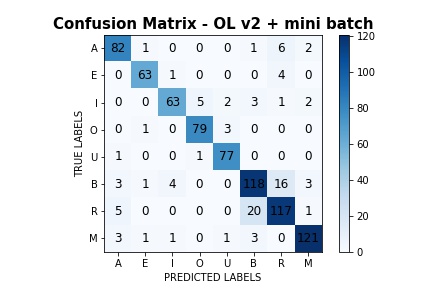 Confusion Matrix - OL v2 + mini batch
TRUE LABELS
A 82 1 0 0 0 1 6 2
E 0 63 1 0 0 0 4 0
I 0 0 63 5 2 3 1 2
O 0 1 0 79 3 0 0 0
U 1 0 0 1 77 0 0 0
B 3 1 4 0 0 118 16 3
R 5 0 0 0 0 20 117 1
M 3 1 1 0 1 3 0 121
A E I O U B R M
PREDICTED LABELS
120
100
80
60
40
20
0